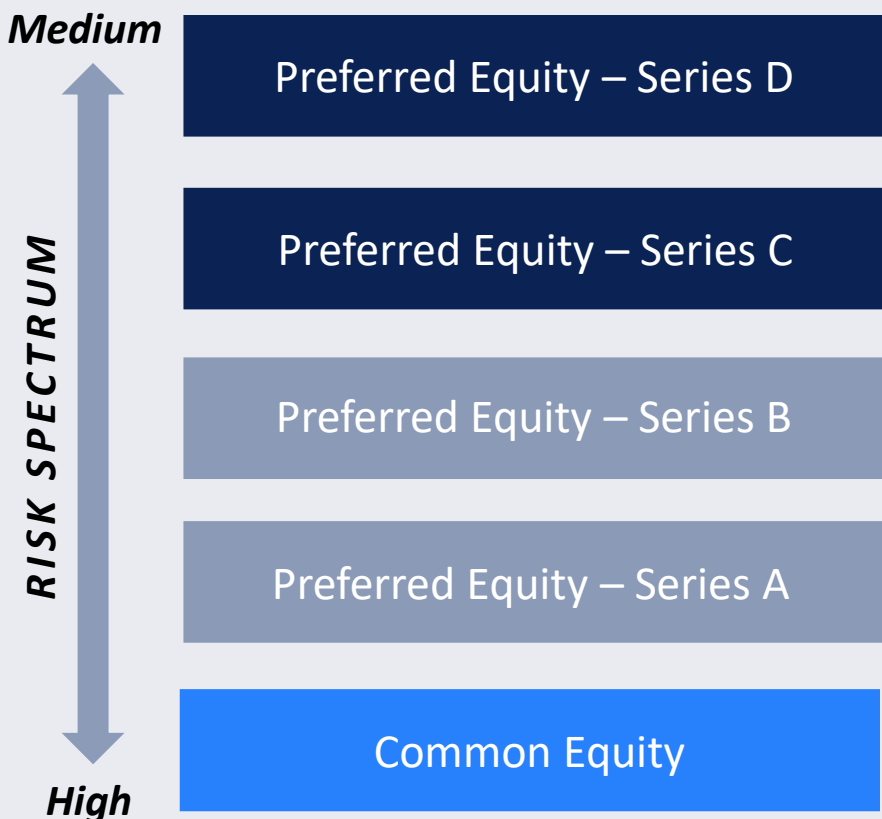 Medium
Preferred Equity – Series D
Preferred Equity – Series C
RISK SPECTRUM
Preferred Equity – Series B
Preferred Equity – Series A
Common Equity
High